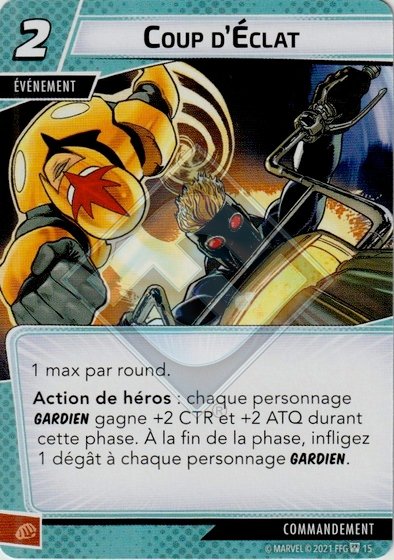 2
COUP D'ÉCLAT
ÉVÉNEMENT
1 max par round.
Action de héros : chaque personnage
GARDIEN gagne +2 CTR et +2 ATQ durant
cette phase. À la fin de la phase, infligez
1 dégât à chaque personnage GARDIEN.
COMMANDEMENT
© MARVEL © 2021 FFG 15